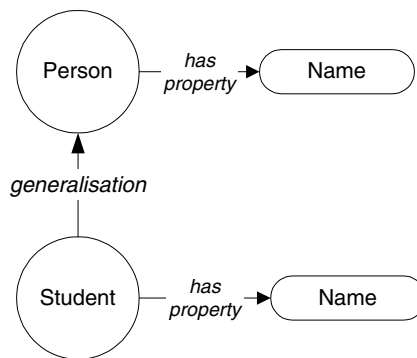 Person
has
property
Name
generalisation
Student
has
property
Name